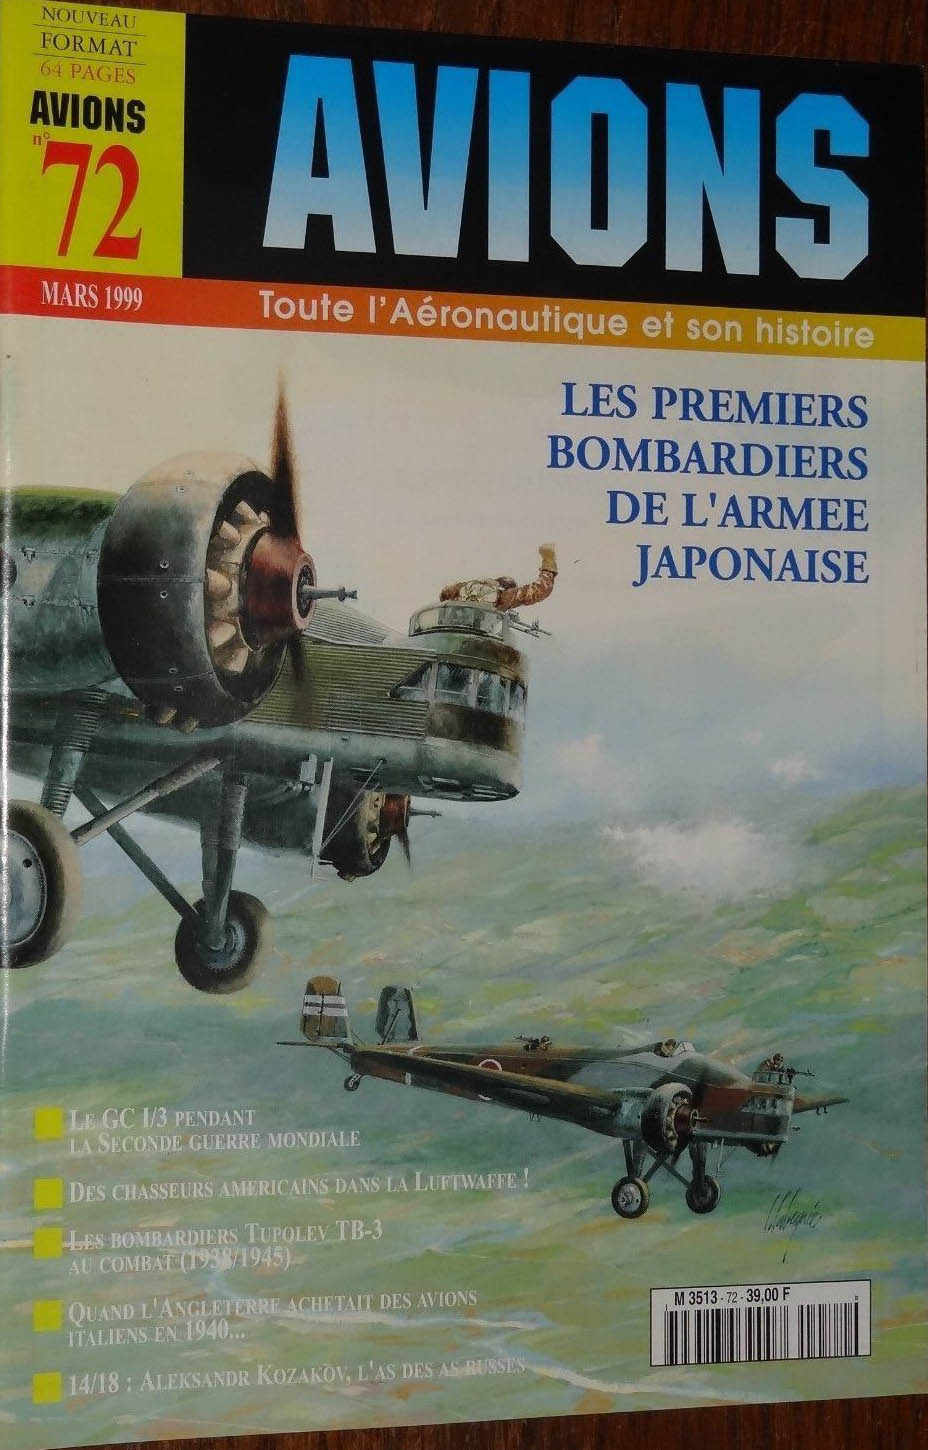 NOUVEAU
FORMAT
64 PAGES
AVIONS
n°
72
MARS 1999
AVIONS
Toute l'Aéronautique et son histoire
LES PREMIERS
BOMBARDIERS
DE L'ARMEE
JAPONAISE
LE GC I/3 PENDANT
LA SECONDE GUERRE MONDIALE
DES CHASSEURS AMERICAINS DANS LA LUFTWAFFE !
LES BOMBARDIERS TUPOLEV TB-3
AU COMBAT (1938/1945)
QUAND L'ANGLETERRE ACHETAIT DES AVIONS
ITALIENS EN 1940...
14/18 : ALEKSANDR KOZAKOV, L'AS DES AS RUSSES
M 3513 - 72 - 39,00 F